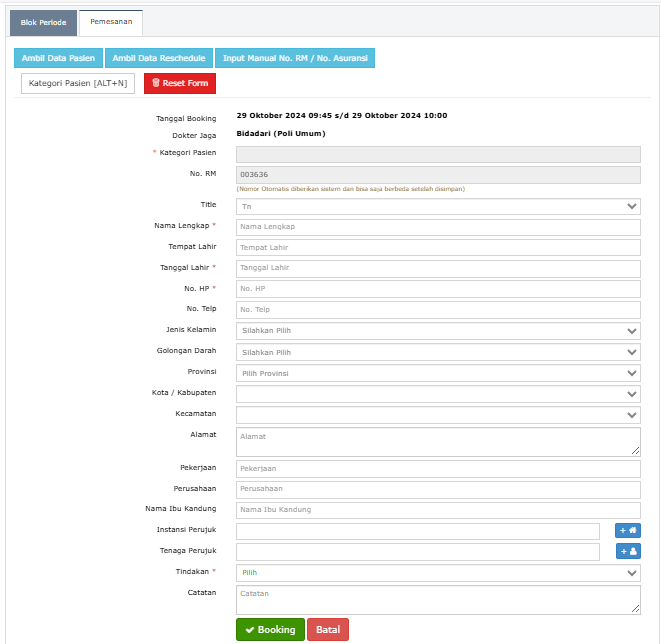 Blok Periode Pemesanan
Ambil Data Pasien Ambil Data Reschedule Input Manual No. RM / No. Asuransi
Kategori Pasien [ALT+N] Reset Form
Tanggal Booking 29 Oktober 2024 09:45 s/d 29 Oktober 2024 10:00
Dokter Jaga Bidadari (Poli Umum)
* Kategori Pasien
No. RM 003636
(Nomor Otomatis diberikan sistem dan bisa saja berbeda setelah disimpan)
Title Tn
Nama Lengkap * Nama Lengkap
Tempat Lahir Tempat Lahir
Tanggal Lahir * Tanggal Lahir
No. HP * No. HP
No. Telp No. Telp
Jenis Kelamin Silahkan Pilih
Golongan Darah Silahkan Pilih
Provinsi Pilih Provinsi
Kota / Kabupaten
Kecamatan
Alamat Alamat
Pekerjaan Pekerjaan
Perusahaan Perusahaan
Nama Ibu Kandung Nama Ibu Kandung
Instansi Perujuk +
Tenaga Perujuk +
Tindakan * Pilih
Catatan Catatan
Booking Batal